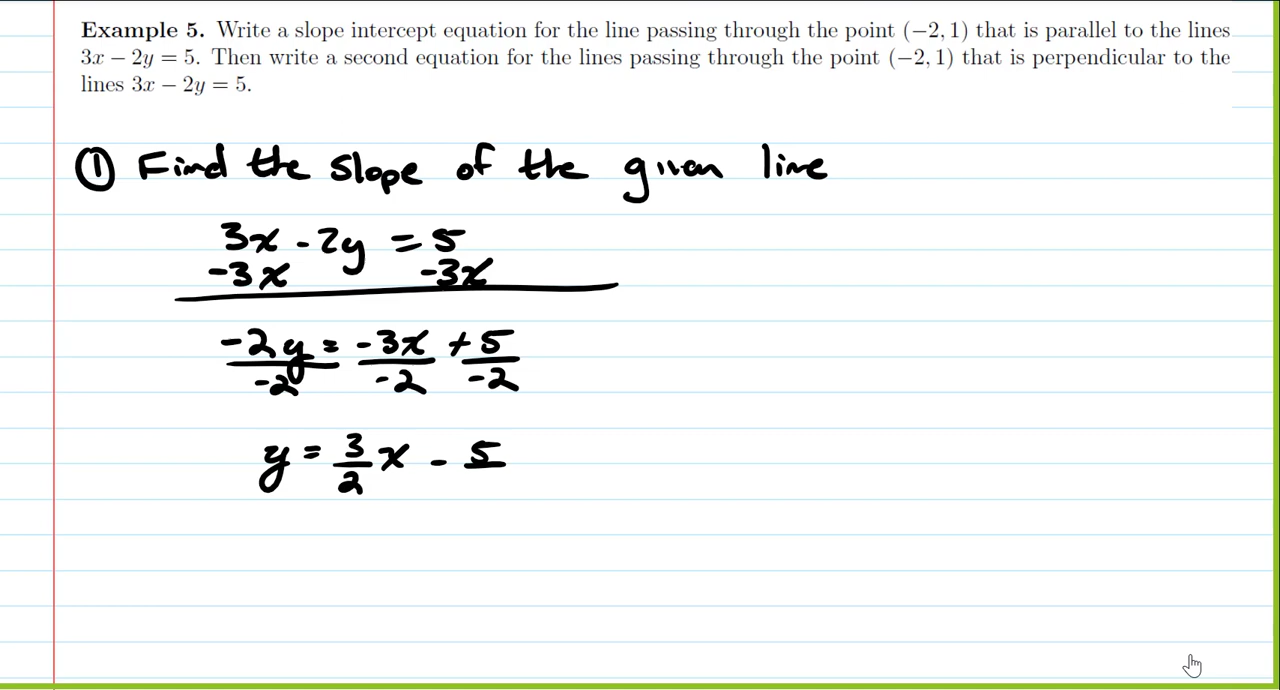 Example 5. Write a slope intercept equation for the line passing through the point (−2, 1) that is parallel to the lines
3x − 2y = 5. Then write a second equation for the lines passing through the point (−2, 1) that is perpendicular to the
lines 3x − 2y = 5.
① Find the slope of the given line
3x - 2y = 5
-3x -3x
-2y = -3x + 5
-2 -2 -2
y = 3/2 x - 5